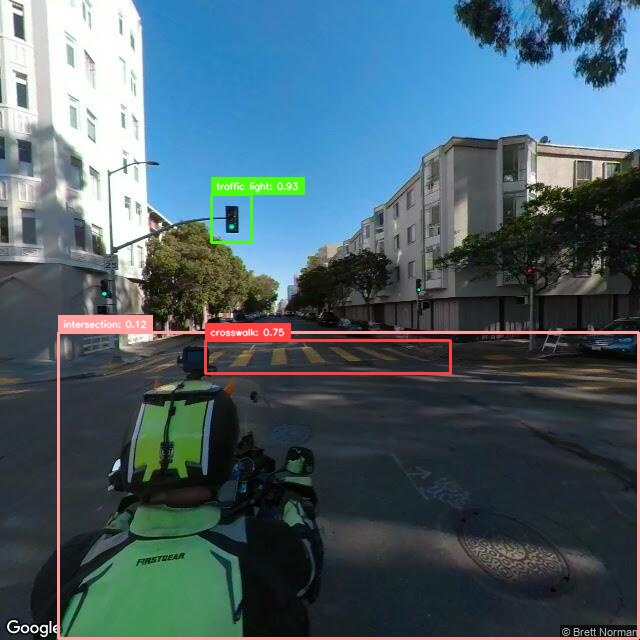 traffic light: 0.93
intersection: 0.12
crosswalk: 0.75
FIRSTGEAR
Google
© Brett Norman